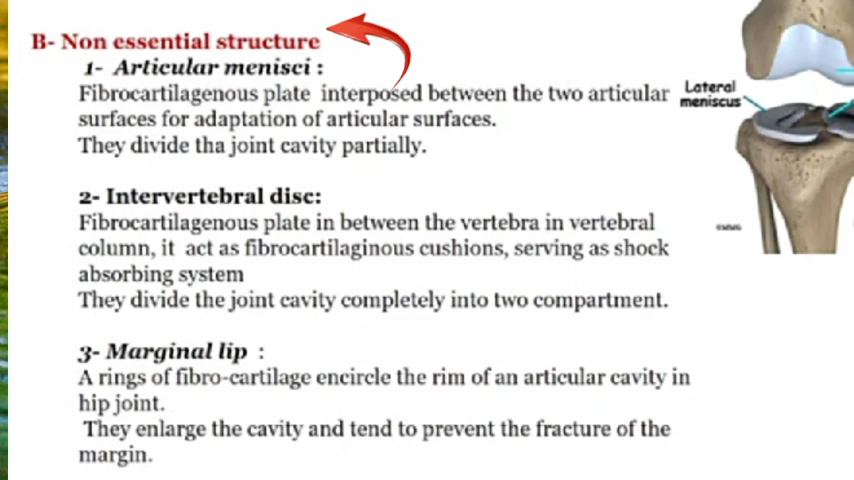 B- Non essential structure
1- Articular menisci :
Fibrocartilagenous plate interposed between the two articular
surfaces for adaptation of articular surfaces.
They divide tha joint cavity partially.
Lateral
meniscus
2- Intervertebral disc:
Fibrocartilagenous plate in between the vertebra in vertebral
column, it act as fibrocartilaginous cushions, serving as shock
absorbing system
They divide the joint cavity completely into two compartment.
3- Marginal lip :
A rings of fibro-cartilage encircle the rim of an articular cavity in
hip joint.
They enlarge the cavity and tend to prevent the fracture of the
margin.